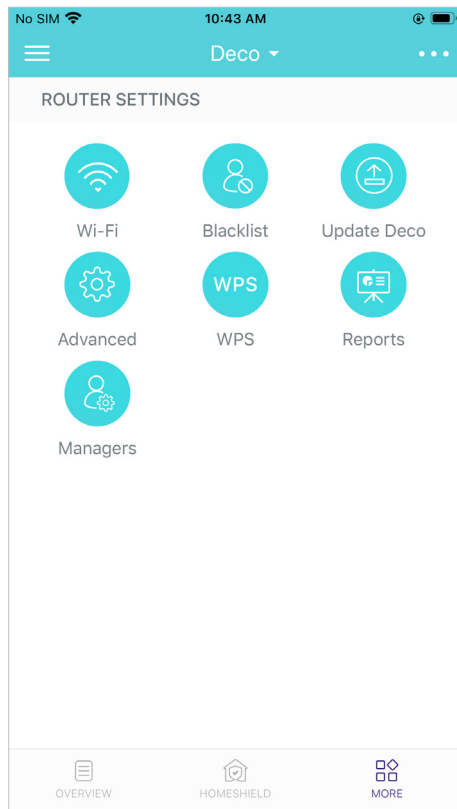 No SIM 10:43 AM
Deco
ROUTER SETTINGS
Wi-Fi Blacklist Update Deco
WPS
Advanced WPS Reports
Managers
OVERVIEW HOMESHIELD MORE